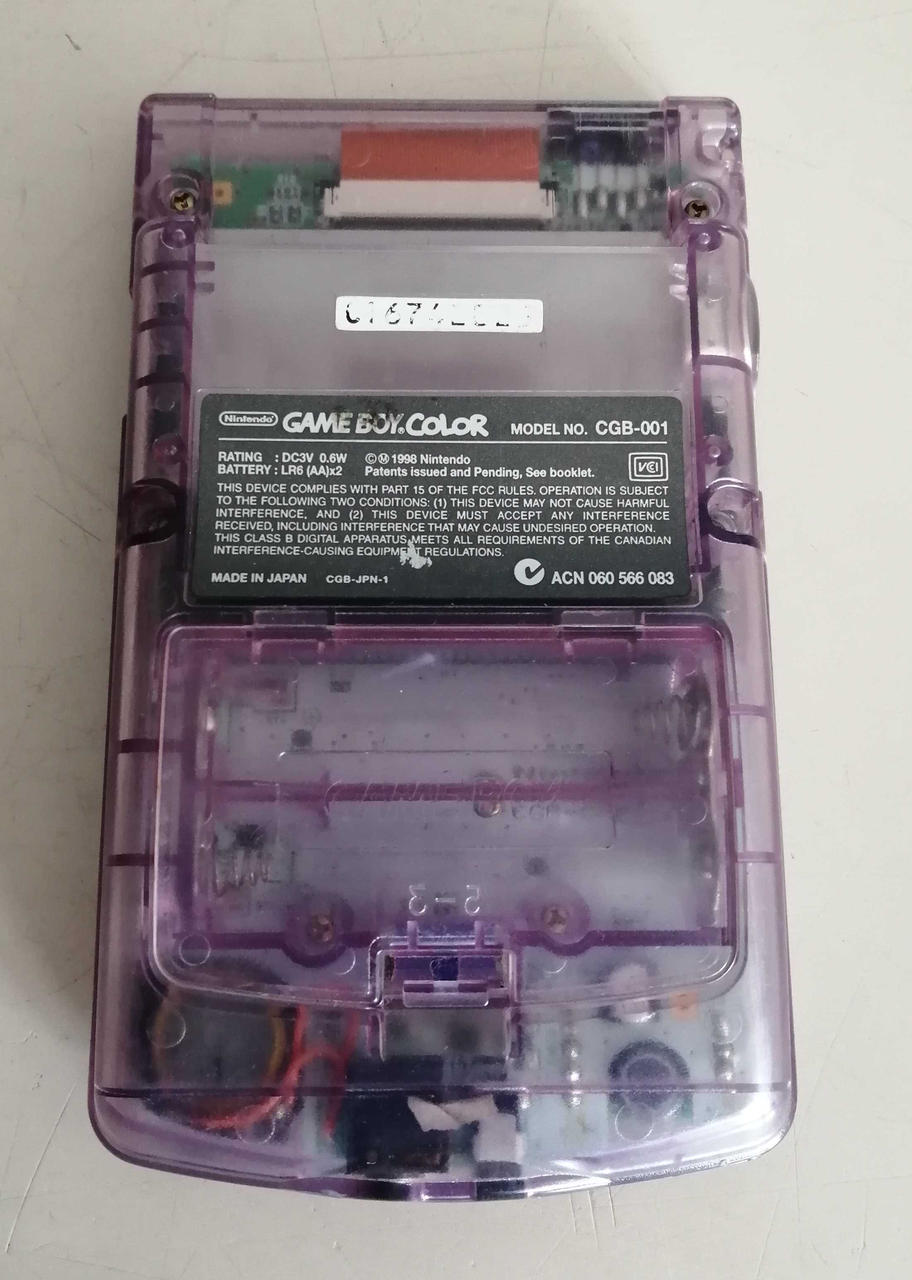 Nintendo GAME BOY COLOR MODEL NO. CGB-001
RATING : DC3V 0.6W ©Ⓜ 1998 Nintendo
BATTERY : LR6 (AA)x2 Patents issued and Pending, See booklet.
VCI
THIS DEVICE COMPLIES WITH PART 15 OF THE FCC RULES. OPERATION IS SUBJECT
TO THE FOLLOWING TWO CONDITIONS: (1) THIS DEVICE MAY NOT CAUSE HARMFUL
INTERFERENCE, AND (2) THIS DEVICE MUST ACCEPT ANY INTERFERENCE
RECEIVED, INCLUDING INTERFERENCE THAT MAY CAUSE UNDESIRED OPERATION.
THIS CLASS B DIGITAL APPARATUS MEETS ALL REQUIREMENTS OF THE CANADIAN
INTERFERENCE-CAUSING EQUIPMENT REGULATIONS.
MADE IN JAPAN CGB-JPN-1 ACN 060 566 083
GAME BOY